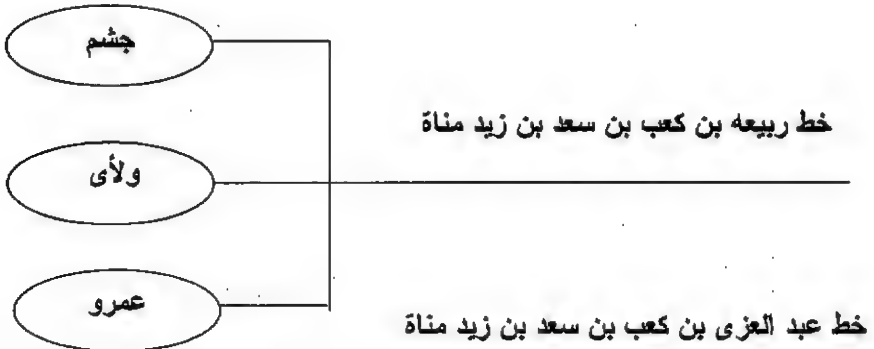 جشم
خط ربيعه بن كعب بن سعد بن زيد مناة
ولأى
عمرو
خط عبد العزى بن كعب بن سعد بن زيد مناة